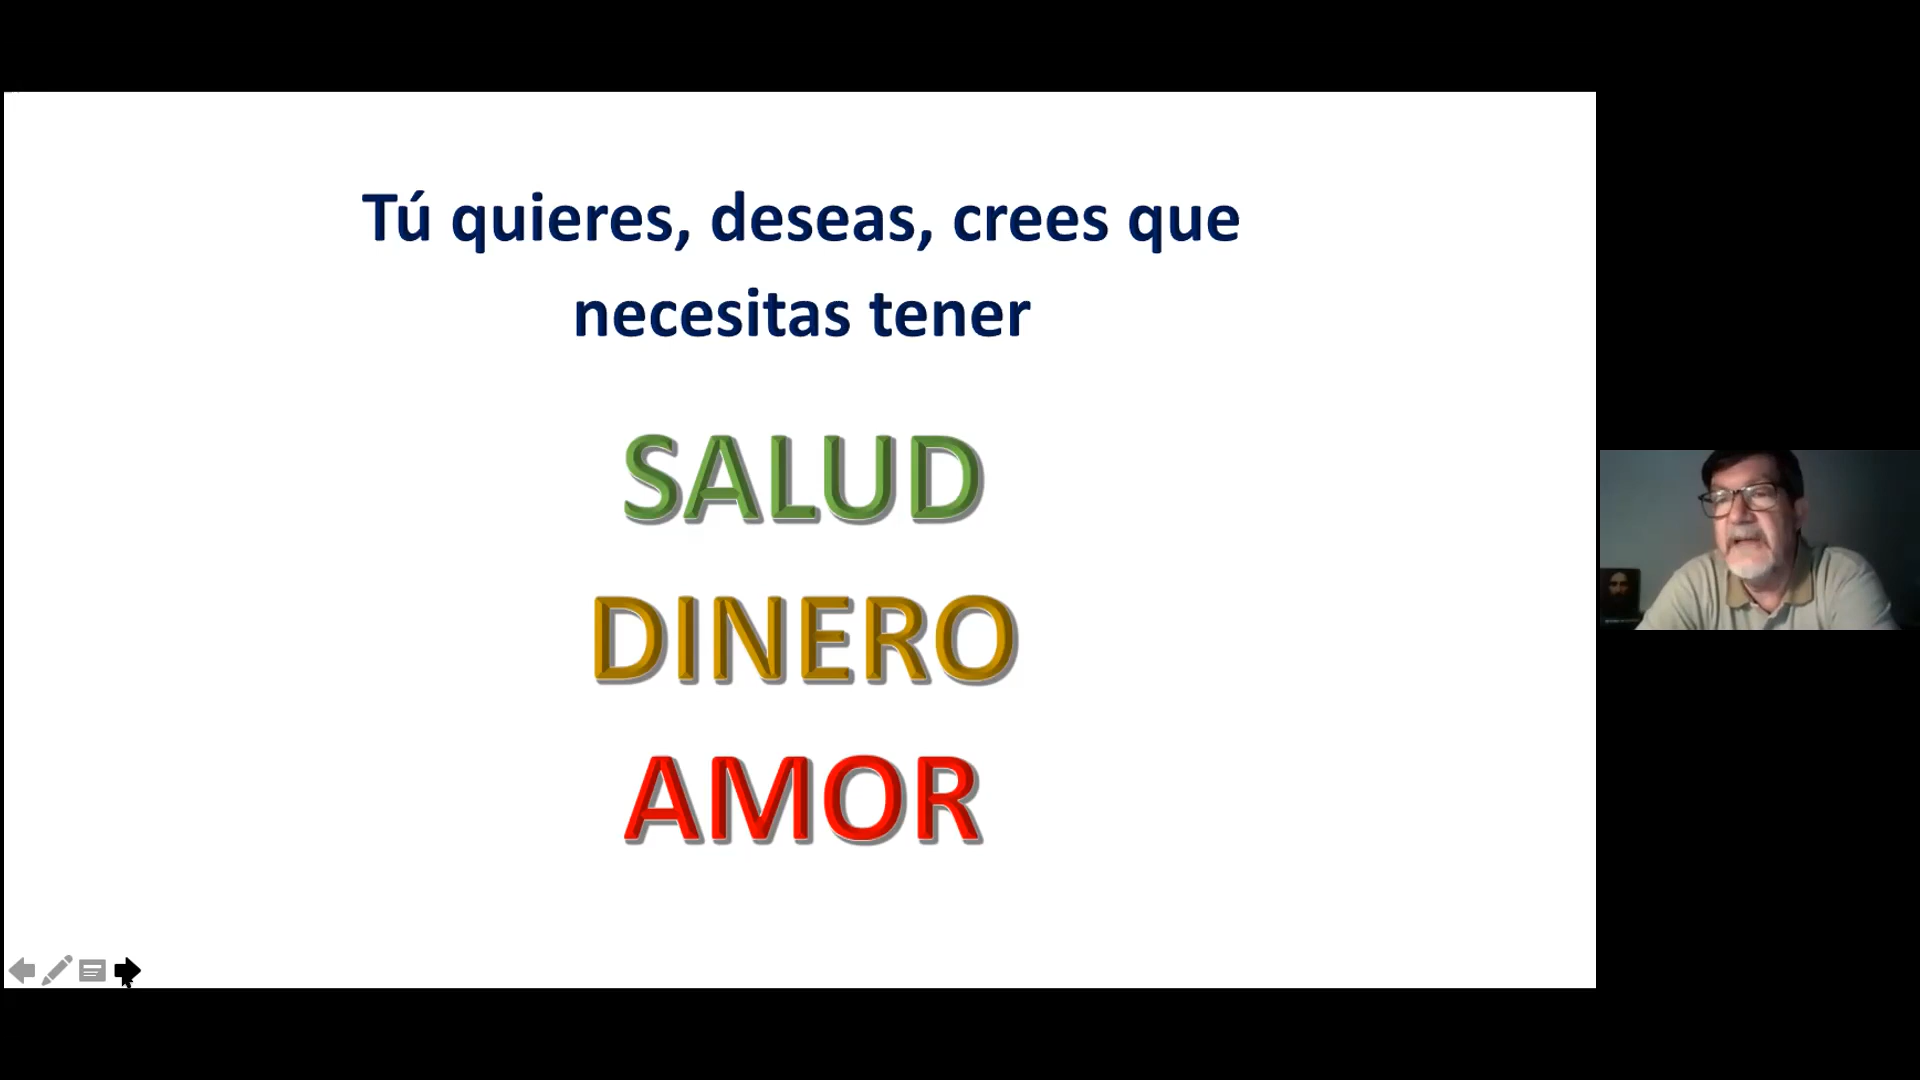 Tú quieres, deseas, crees que
necesitas tener
SALUD
DINERO
AMOR